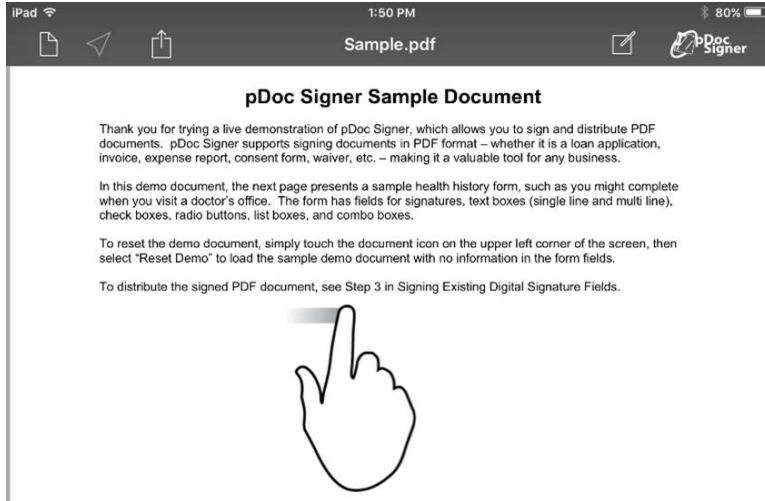 iPad 1:50 PM 80%
Sample.pdf pDoc Signer
pDoc Signer Sample Document
Thank you for trying a live demonstration of pDoc Signer, which allows you to sign and distribute PDF
documents.  pDoc Signer supports signing documents in PDF format – whether it is a loan application,
invoice, expense report, consent form, waiver, etc. – making it a valuable tool for any business.
In this demo document, the next page presents a sample health history form, such as you might complete
when you visit a doctor's office.  The form has fields for signatures, text boxes (single line and multi line),
check boxes, radio buttons, list boxes, and combo boxes.
To reset the demo document, simply touch the document icon on the upper left corner of the screen, then
select “Reset Demo” to load the sample demo document with no information in the form fields.
To distribute the signed PDF document, see Step 3 in Signing Existing Digital Signature Fields.